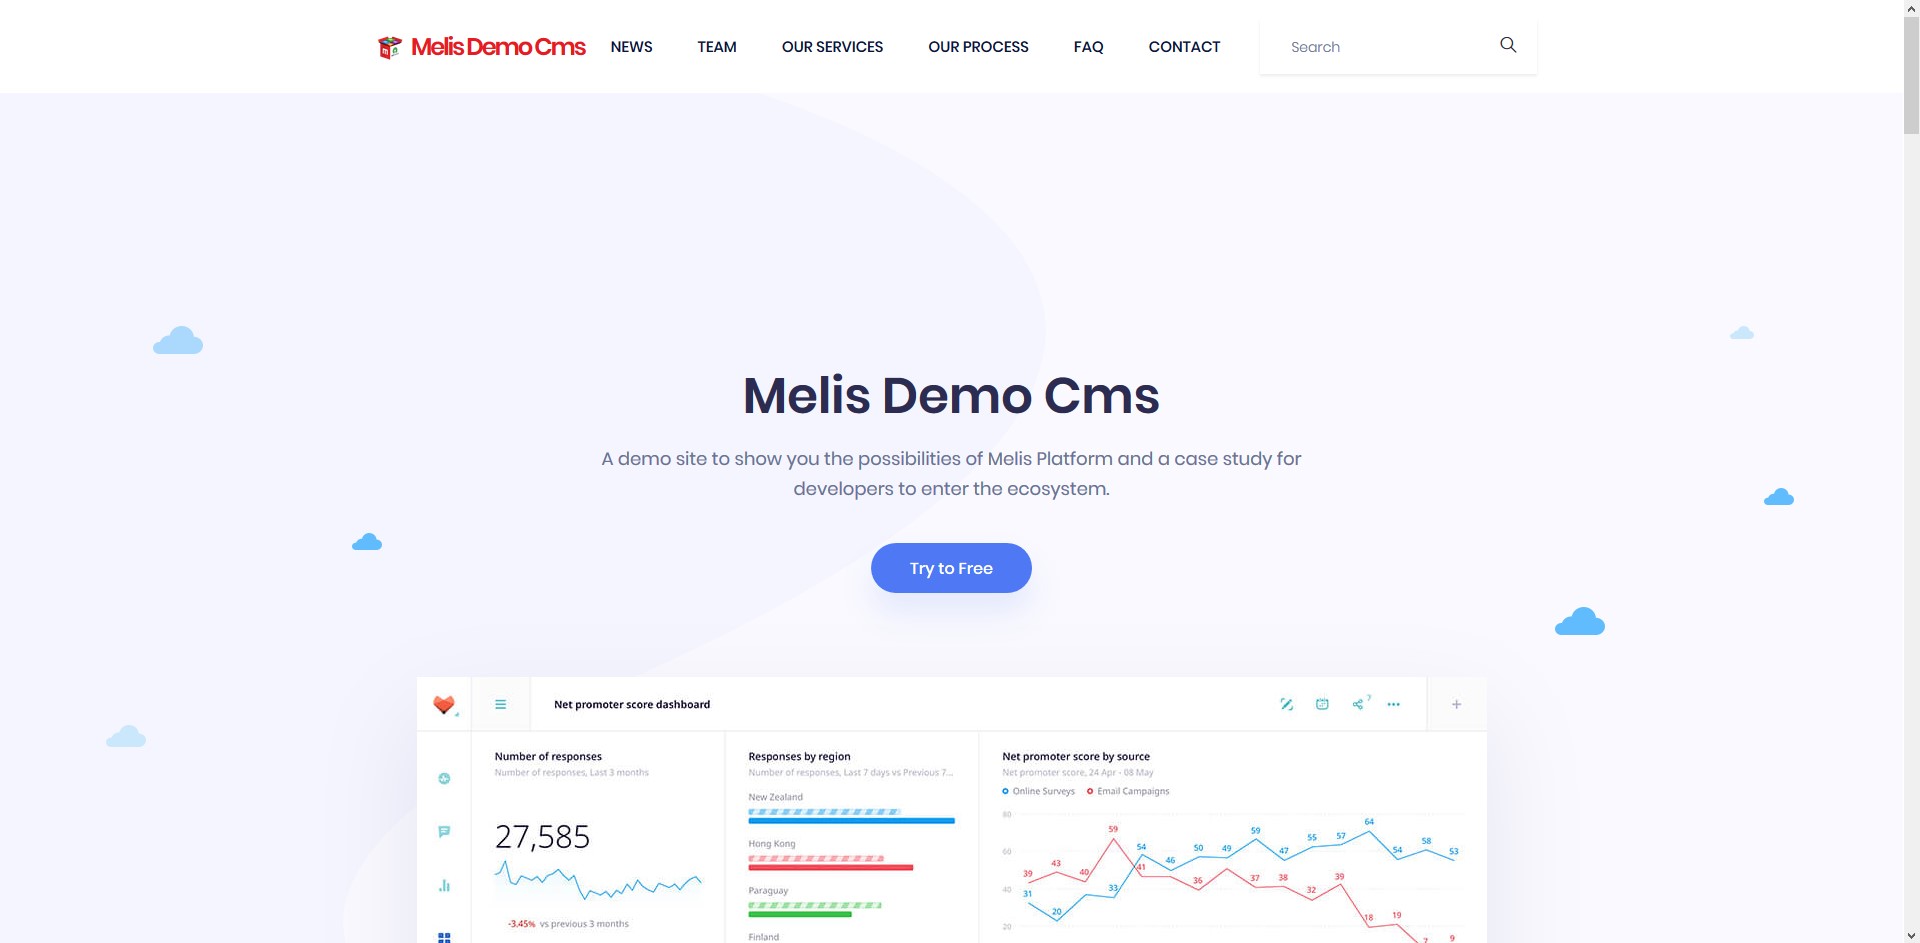 Melis Demo Cms
NEWS
TEAM
OUR SERVICES
OUR PROCESS
FAQ
CONTACT
Search
Melis Demo Cms
A demo site to show you the possibilities of Melis Platform and a case study for
developers to enter the ecosystem.
Try to Free
Net promoter score dashboard
7
Number of responses
Number of responses, Last 3 months
27,585
-3.45% vs previous 3 months
Responses by region
Number of responses, Last 7 days vs Previous 7...
New Zealand
Hong Kong
Paraguay
Finland
Net promoter score by source
Net promoter score, 24 Apr - 08 May
Online Surveys
Email Campaigns
80
60
40
20
31 20 33 54 46 50 49 59 47 55 57 64 54 58 53
39 43 40 59 41 36 37 38 32 39 18 19 7 9